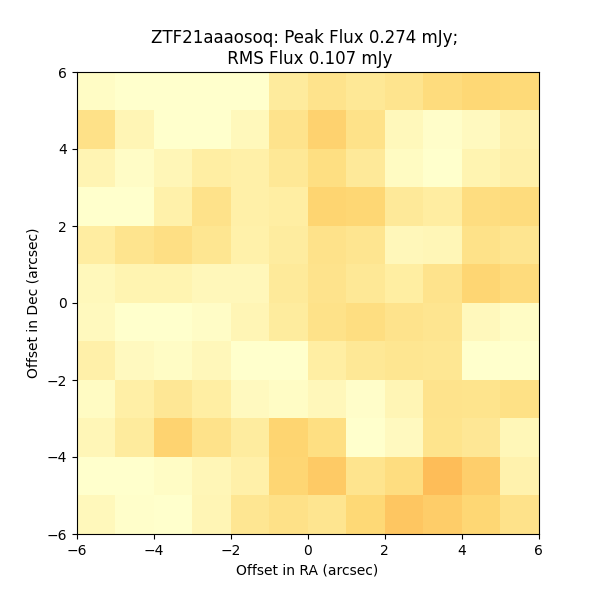 ZTF21aaaosoq: Peak Flux 0.274 mJy;
RMS Flux 0.107 mJy
6
4
2
0
−2
−4
−6
Offset in Dec (arcsec)
−6 −4 −2 0 2 4 6
Offset in RA (arcsec)